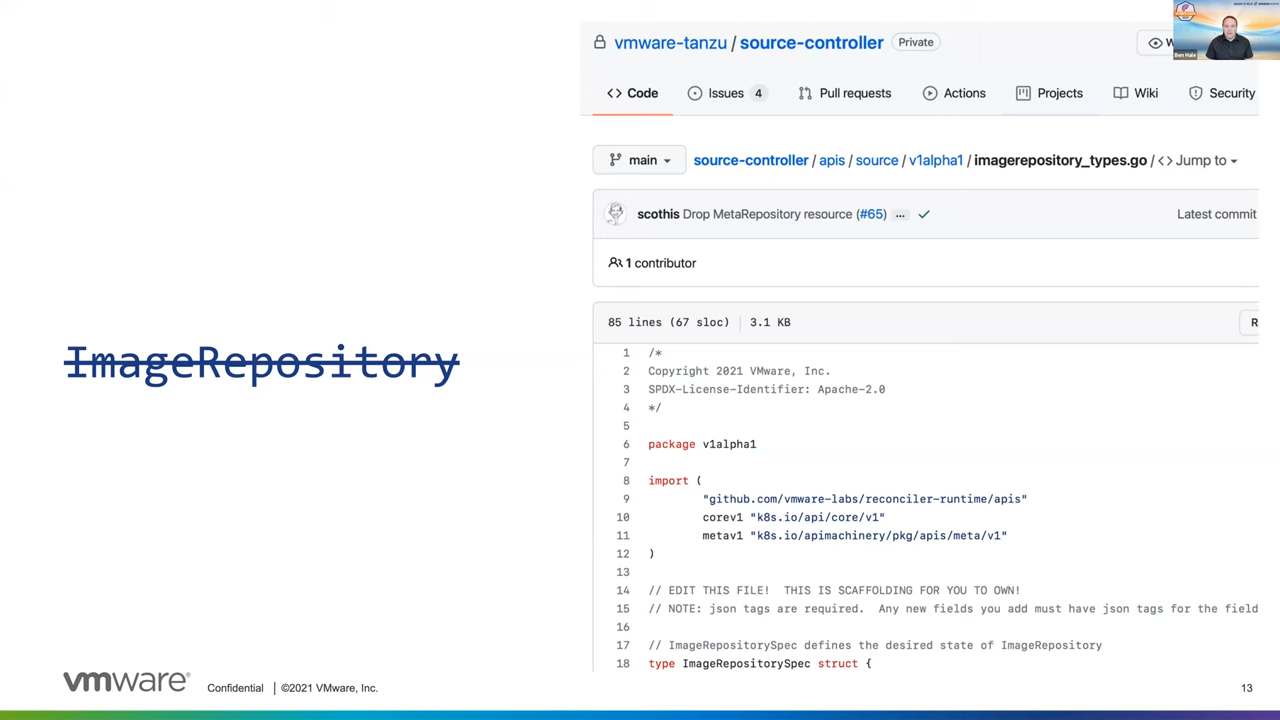 vmware-tanzu / source-controller Private
W
Ben Hale
Code Issues 4 Pull requests Actions Projects Wiki Security
main source-controller / apis / source / v1alpha1 / imagerepository_types.go / <> Jump to
scothis Drop MetaRepository resource (#65) ... Latest commit
1 contributor
85 lines (67 sloc) 3.1 KB R
ImageRepository
1 /*
2 Copyright 2021 VMware, Inc.
3 SPDX-License-Identifier: Apache-2.0
4 */
5
6 package v1alpha1
7
8 import (
9 "github.com/vmware-labs/reconciler-runtime/apis"
10 corev1 "k8s.io/api/core/v1"
11 metav1 "k8s.io/apimachinery/pkg/apis/meta/v1"
12 )
13
14 // EDIT THIS FILE!  THIS IS SCAFFOLDING FOR YOU TO OWN!
15 // NOTE: json tags are required.  Any new fields you add must have json tags for the field
16
17 // ImageRepositorySpec defines the desired state of ImageRepository
18 type ImageRepositorySpec struct {
vmware® Confidential | ©2021 VMware, Inc. 13